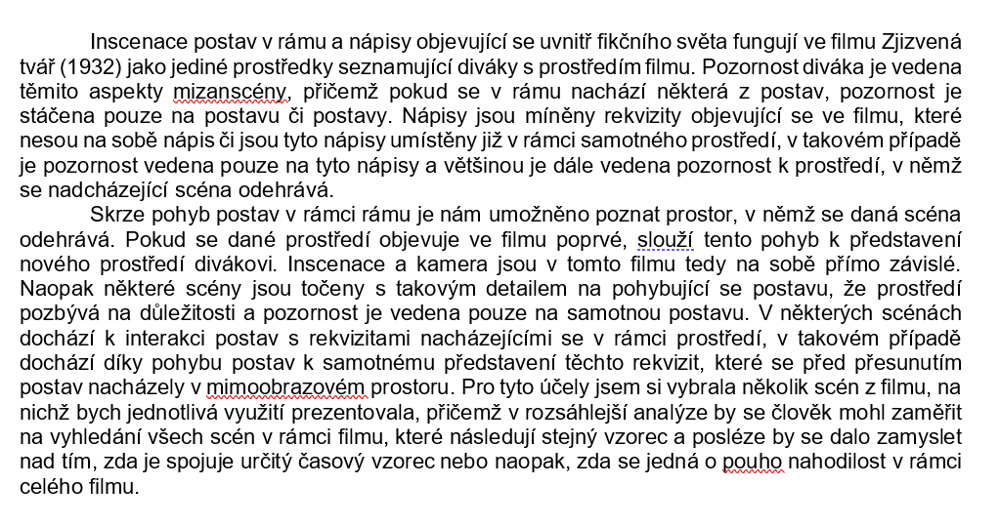 Inscenace postav v rámu a nápisy objevující se uvnitř fikčního světa fungují ve filmu Zjizvená
tvář (1932) jako jediné prostředky seznamující diváky s prostředím filmu. Pozornost diváka je vedena
těmito aspekty mizanscény, přičemž pokud se v rámu nachází některá z postav, pozornost je
stáčena pouze na postavu či postavy. Nápisy jsou míněny rekvizity objevující se ve filmu, které
nesou na sobě nápis či jsou tyto nápisy umístěny již v rámci samotného prostředí, v takovém případě
je pozornost vedena pouze na tyto nápisy a většinou je dále vedena pozornost k prostředí, v němž
se nadcházející scéna odehrává.
Skrze pohyb postav v rámci rámu je nám umožněno poznat prostor, v němž se daná scéna
odehrává. Pokud se dané prostředí objevuje ve filmu poprvé, slouží tento pohyb k představení
nového prostředí divákovi. Inscenace a kamera jsou v tomto filmu tedy na sobě přímo závislé.
Naopak některé scény jsou točeny s takovým detailem na pohybující se postavu, že prostředí
pozbývá na důležitosti a pozornost je vedena pouze na samotnou postavu. V některých scénách
dochází k interakci postav s rekvizitami nacházejícími se v rámci prostředí, v takovém případě
dochází díky pohybu postav k samotnému představení těchto rekvizit, které se před přesunutím
postav nacházely v mimoobrazovém prostoru. Pro tyto účely jsem si vybrala několik scén z filmu, na
nichž bych jednotlivá využití prezentovala, přičemž v rozsáhlejší analýze by se člověk mohl zaměřit
na vyhledání všech scén v rámci filmu, které následují stejný vzorec a posléze by se dalo zamyslet
nad tím, zda je spojuje určitý časový vzorec nebo naopak, zda se jedná o pouho nahodilost v rámci
celého filmu.